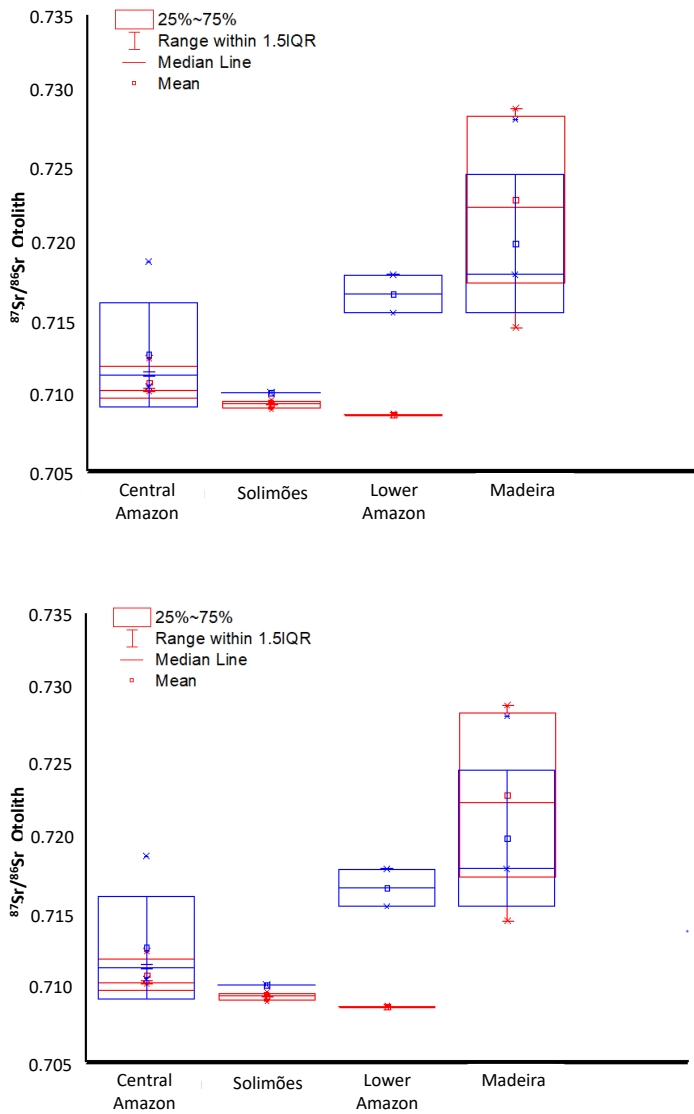 0.735
25%~75%
Range within 1.5IQR
Median Line
Mean
0.730
0.725
0.720
0.715
0.710
0.705
⁸⁷Sr/⁸⁶Sr Otolith
Central
Amazon
Solimões
Lower
Amazon
Madeira
0.735
25%~75%
Range within 1.5IQR
Median Line
Mean
0.730
0.725
0.720
0.715
0.710
0.705
⁸⁷Sr/⁸⁶Sr Otolith
Central
Amazon
Solimões
Lower
Amazon
Madeira